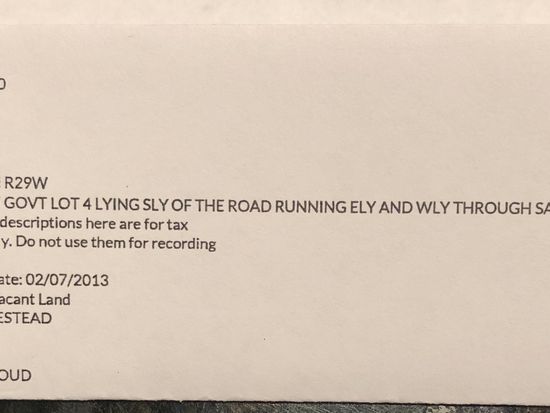 R29W
GOVT LOT 4 LYING SLY OF THE ROAD RUNNING ELY AND WLY THROUGH SA
descriptions here are for tax
y. Do not use them for recording
ate: 02/07/2013
acant Land
ESTEAD
OUD